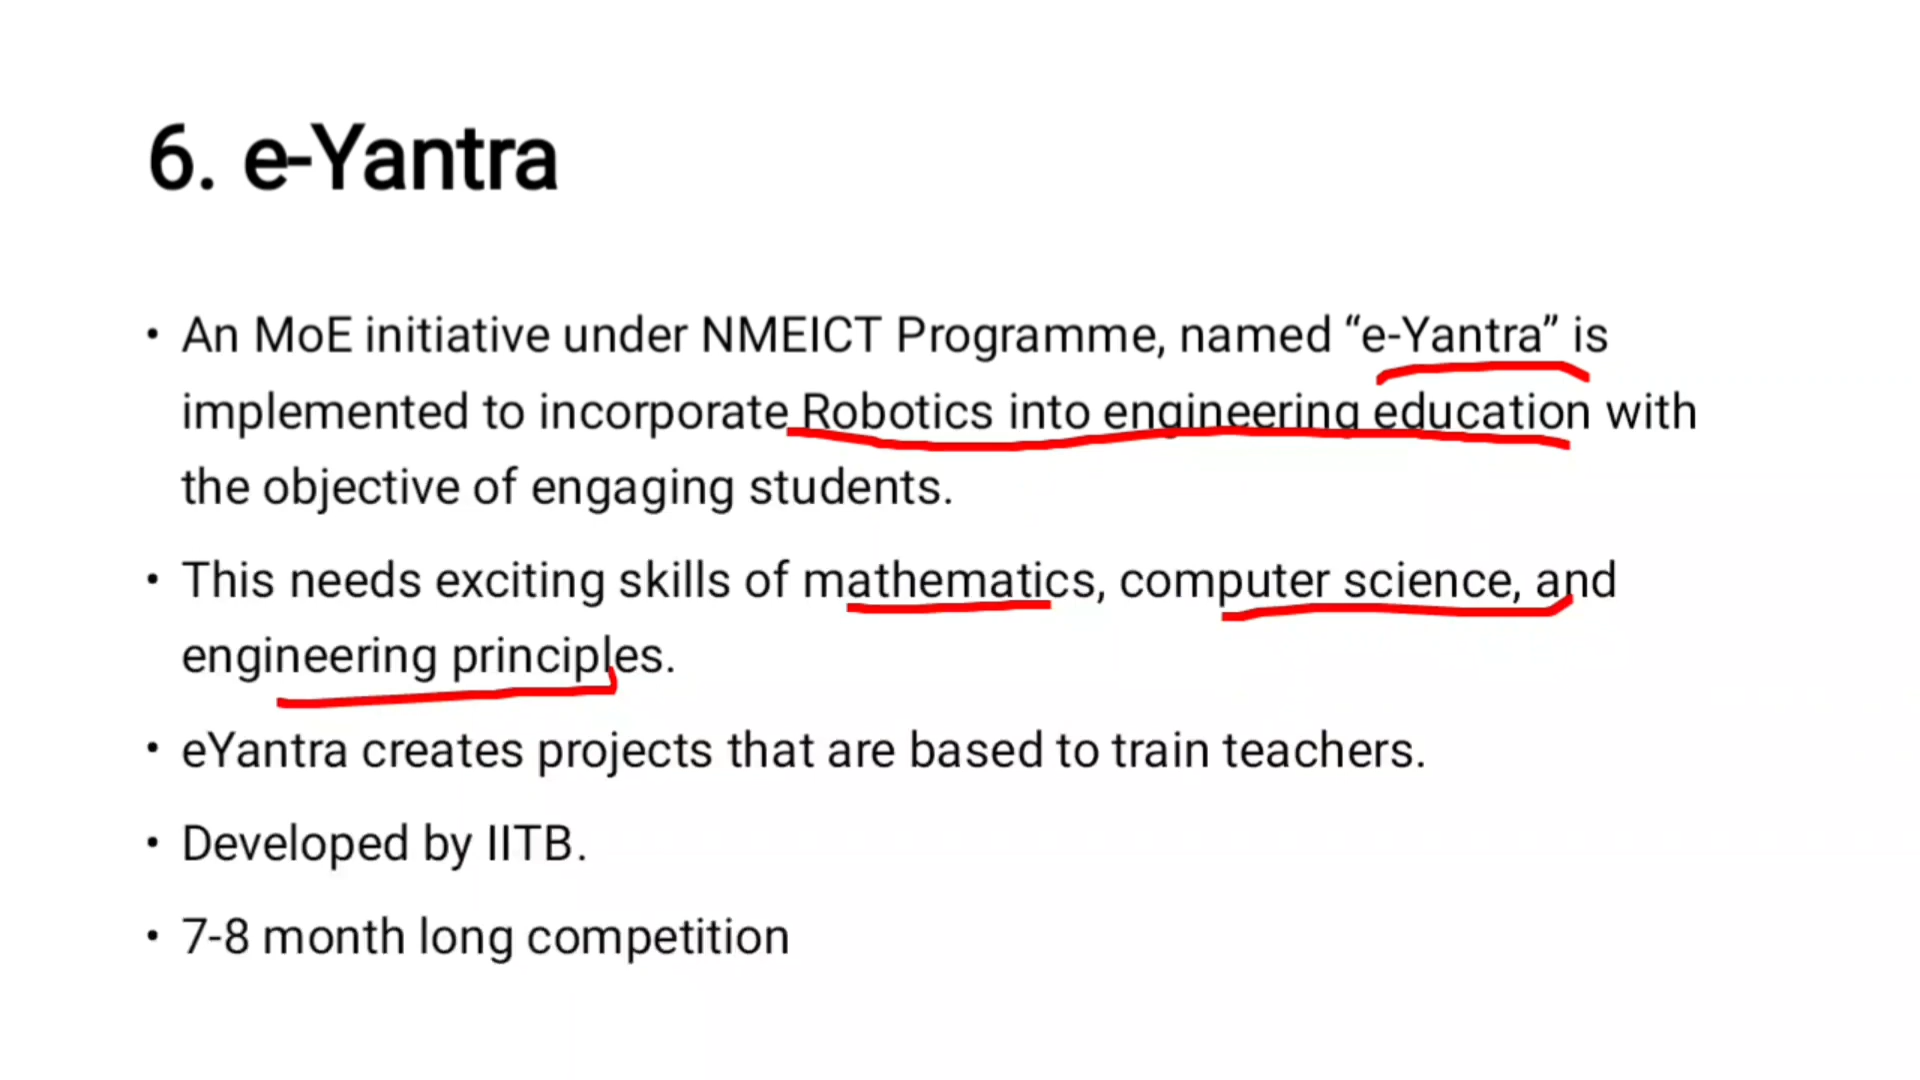 6. e-Yantra
• An MoE initiative under NMEICT Programme, named “e-Yantra” is
implemented to incorporate Robotics into engineering education with
the objective of engaging students.
• This needs exciting skills of mathematics, computer science, and
engineering principles.
• eYantra creates projects that are based to train teachers.
• Developed by IITB.
• 7-8 month long competition